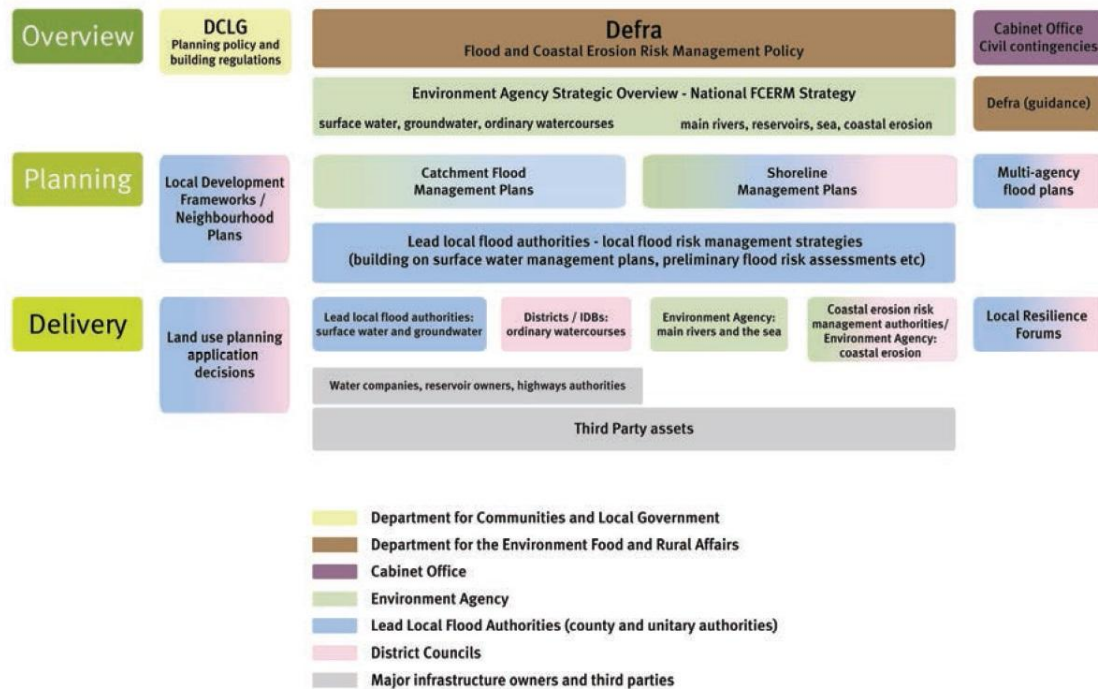 Overview
DCLG
Planning policy and
building regulations
Defra
Flood and Coastal Erosion Risk Management Policy
Cabinet Office
Civil contingencies
Environment Agency Strategic Overview - National FCERM Strategy
surface water, groundwater, ordinary watercourses
main rivers, reservoirs, sea, coastal erosion
Defra (guidance)
Planning
Local Development
Frameworks /
Neighbourhood
Plans
Catchment Flood
Management Plans
Shoreline
Management Plans
Multi-agency
flood plans
Lead local flood authorities - local flood risk management strategies
(building on surface water management plans, preliminary flood risk assessments etc)
Delivery
Land use planning
application
decisions
Lead local flood authorities:
surface water and groundwater
Districts / IDBs:
ordinary watercourses
Environment Agency:
main rivers and the sea
Coastal erosion risk
management authorities/
Environment Agency:
coastal erosion
Local Resilience
Forums
Water companies, reservoir owners, highways authorities
Third Party assets
Department for Communities and Local Government
Department for the Environment Food and Rural Affairs
Cabinet Office
Environment Agency
Lead Local Flood Authorities (county and unitary authorities)
District Councils
Major infrastructure owners and third parties